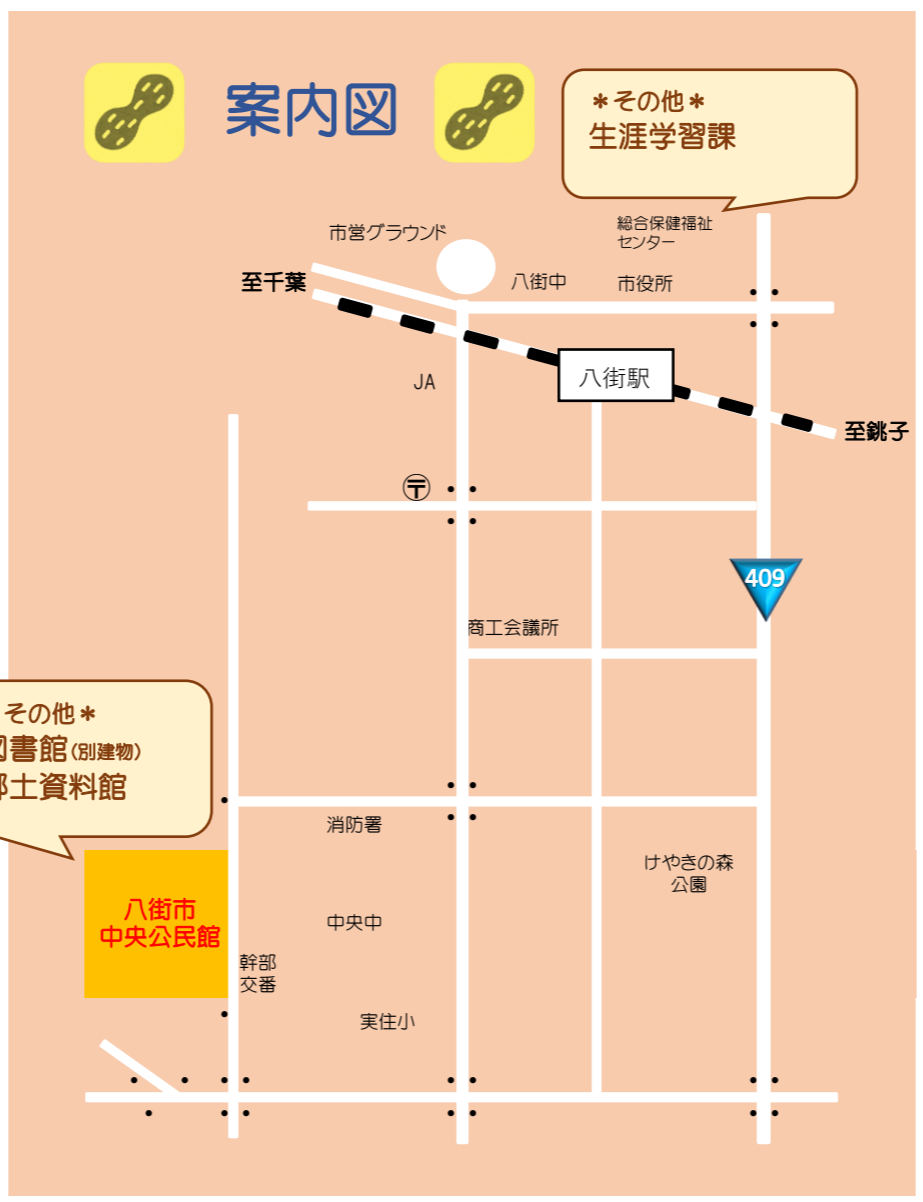 案内図
＊その他＊
生涯学習課
市営グラウンド
総合保健福祉
センター
至千葉
八街中
市役所
八街駅
JA
至銚子
〒
409
商工会議所
その他＊
書館(別建物)
土資料館
消防署
けやきの森
公園
八街市
中央公民館
中央中
幹部
交番
実住小